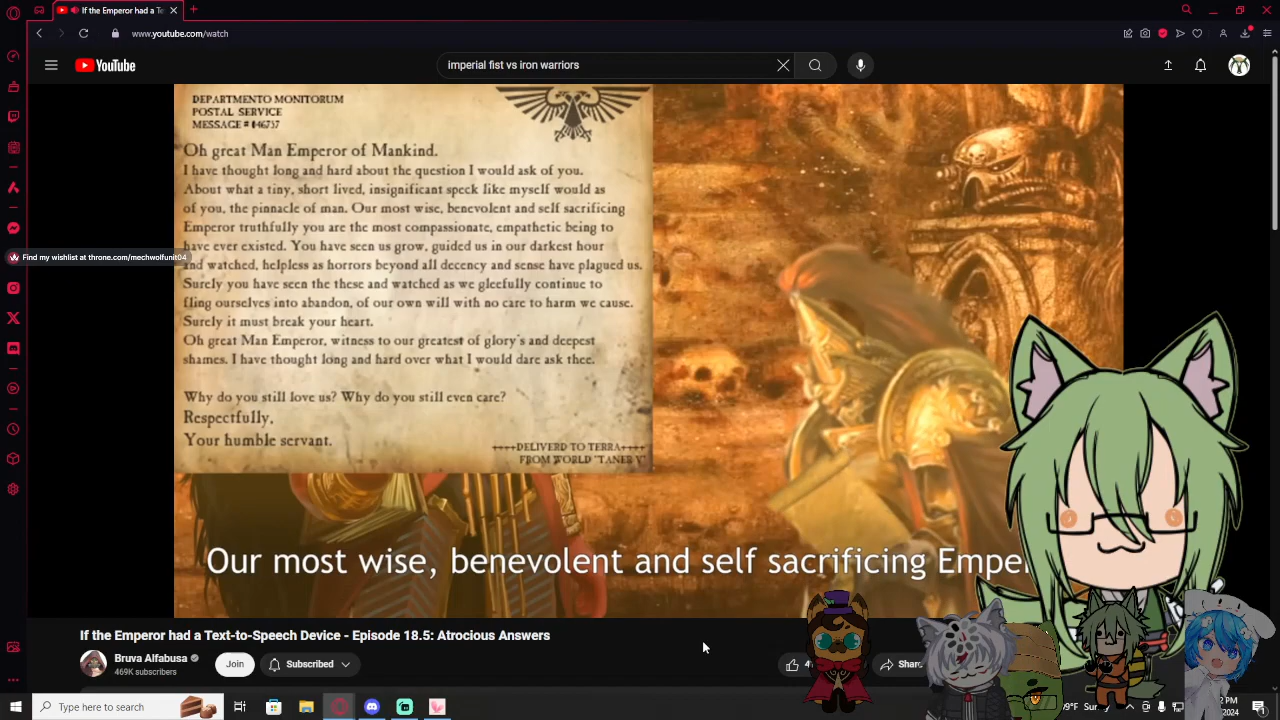 If the Emperor had a Te
www.youtube.com/watch
YouTube
imperial fist vs iron warriors
DEPARTMENTO MONITORUM
POSTAL SERVICE
MESSAGE # 046737
Oh great Man Emperor of Mankind.
I have thought long and hard about the question I would ask of you.
About what a tiny, short lived, insignificant speck like myself would as
of you, the pinnacle of man. Our most wise, benevolent and self sacrificing
Emperor truthfully you are the most compassionate, empathetic being to
have ever existed. You have seen us grow, guided us in our darkest hour
and watched, helpless as horrors beyond all decency and sense have plagued us.
Surely you have seen the these and watched as we gleefully continue to
fling ourselves into abandon, of our own will with no care to harm we cause.
Surely it must break your heart.
Oh great Man Emperor, witness to our greatest of glory's and deepest
shames. I have thought long and hard over what I would dare ask thee.
Why do you still love us? Why do you still even care?
Respectfully,
Your humble servant.
++++DELIVERD TO TERRA++++
FROM WORLD "TANER V"
Find my wishlist at throne.com/mechwolfunit04
Our most wise, benevolent and self sacrificing Empe
If the Emperor had a Text-to-Speech Device - Episode 18.5: Atrocious Answers
Bruva Alfabusa
469K subscribers
Join
Subscribed
Share
Type here to search
2 PM
2024